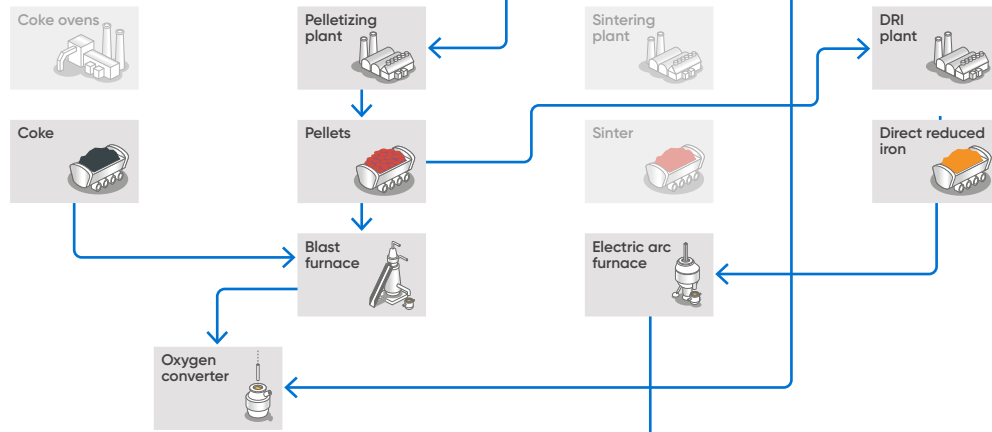 Coke ovens
Pelletizing
plant
Sintering
plant
DRI
plant
Coke
Pellets
Sinter
Direct reduced
iron
Blast
furnace
Electric arc
furnace
Oxygen
converter